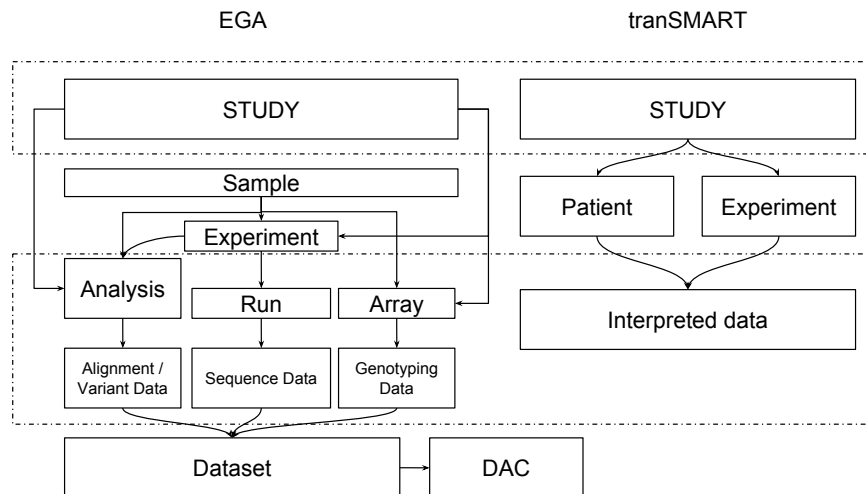 EGA
tranSMART
STUDY
STUDY
Sample
Patient
Experiment
Experiment
Analysis
Run
Array
Interpreted data
Alignment /
Variant Data
Sequence Data
Genotyping
Data
Dataset
DAC